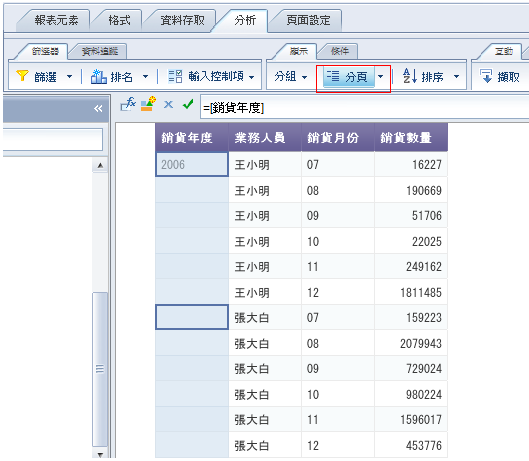 報表元素 格式 資料存取 分析 頁面設定
篩選器 資料追蹤 顯示 條件 互動
篩選 排名 輸入控制項 分組 分頁 排序 擷取
=[銷貨年度]
銷貨年度 業務人員 銷貨月份 銷貨數量
2006 王小明 07 16227
王小明 08 190669
王小明 09 51706
王小明 10 22025
王小明 11 249162
王小明 12 1811485
張大白 07 159223
張大白 08 2079943
張大白 09 729024
張大白 10 980224
張大白 11 1596017
張大白 12 453776